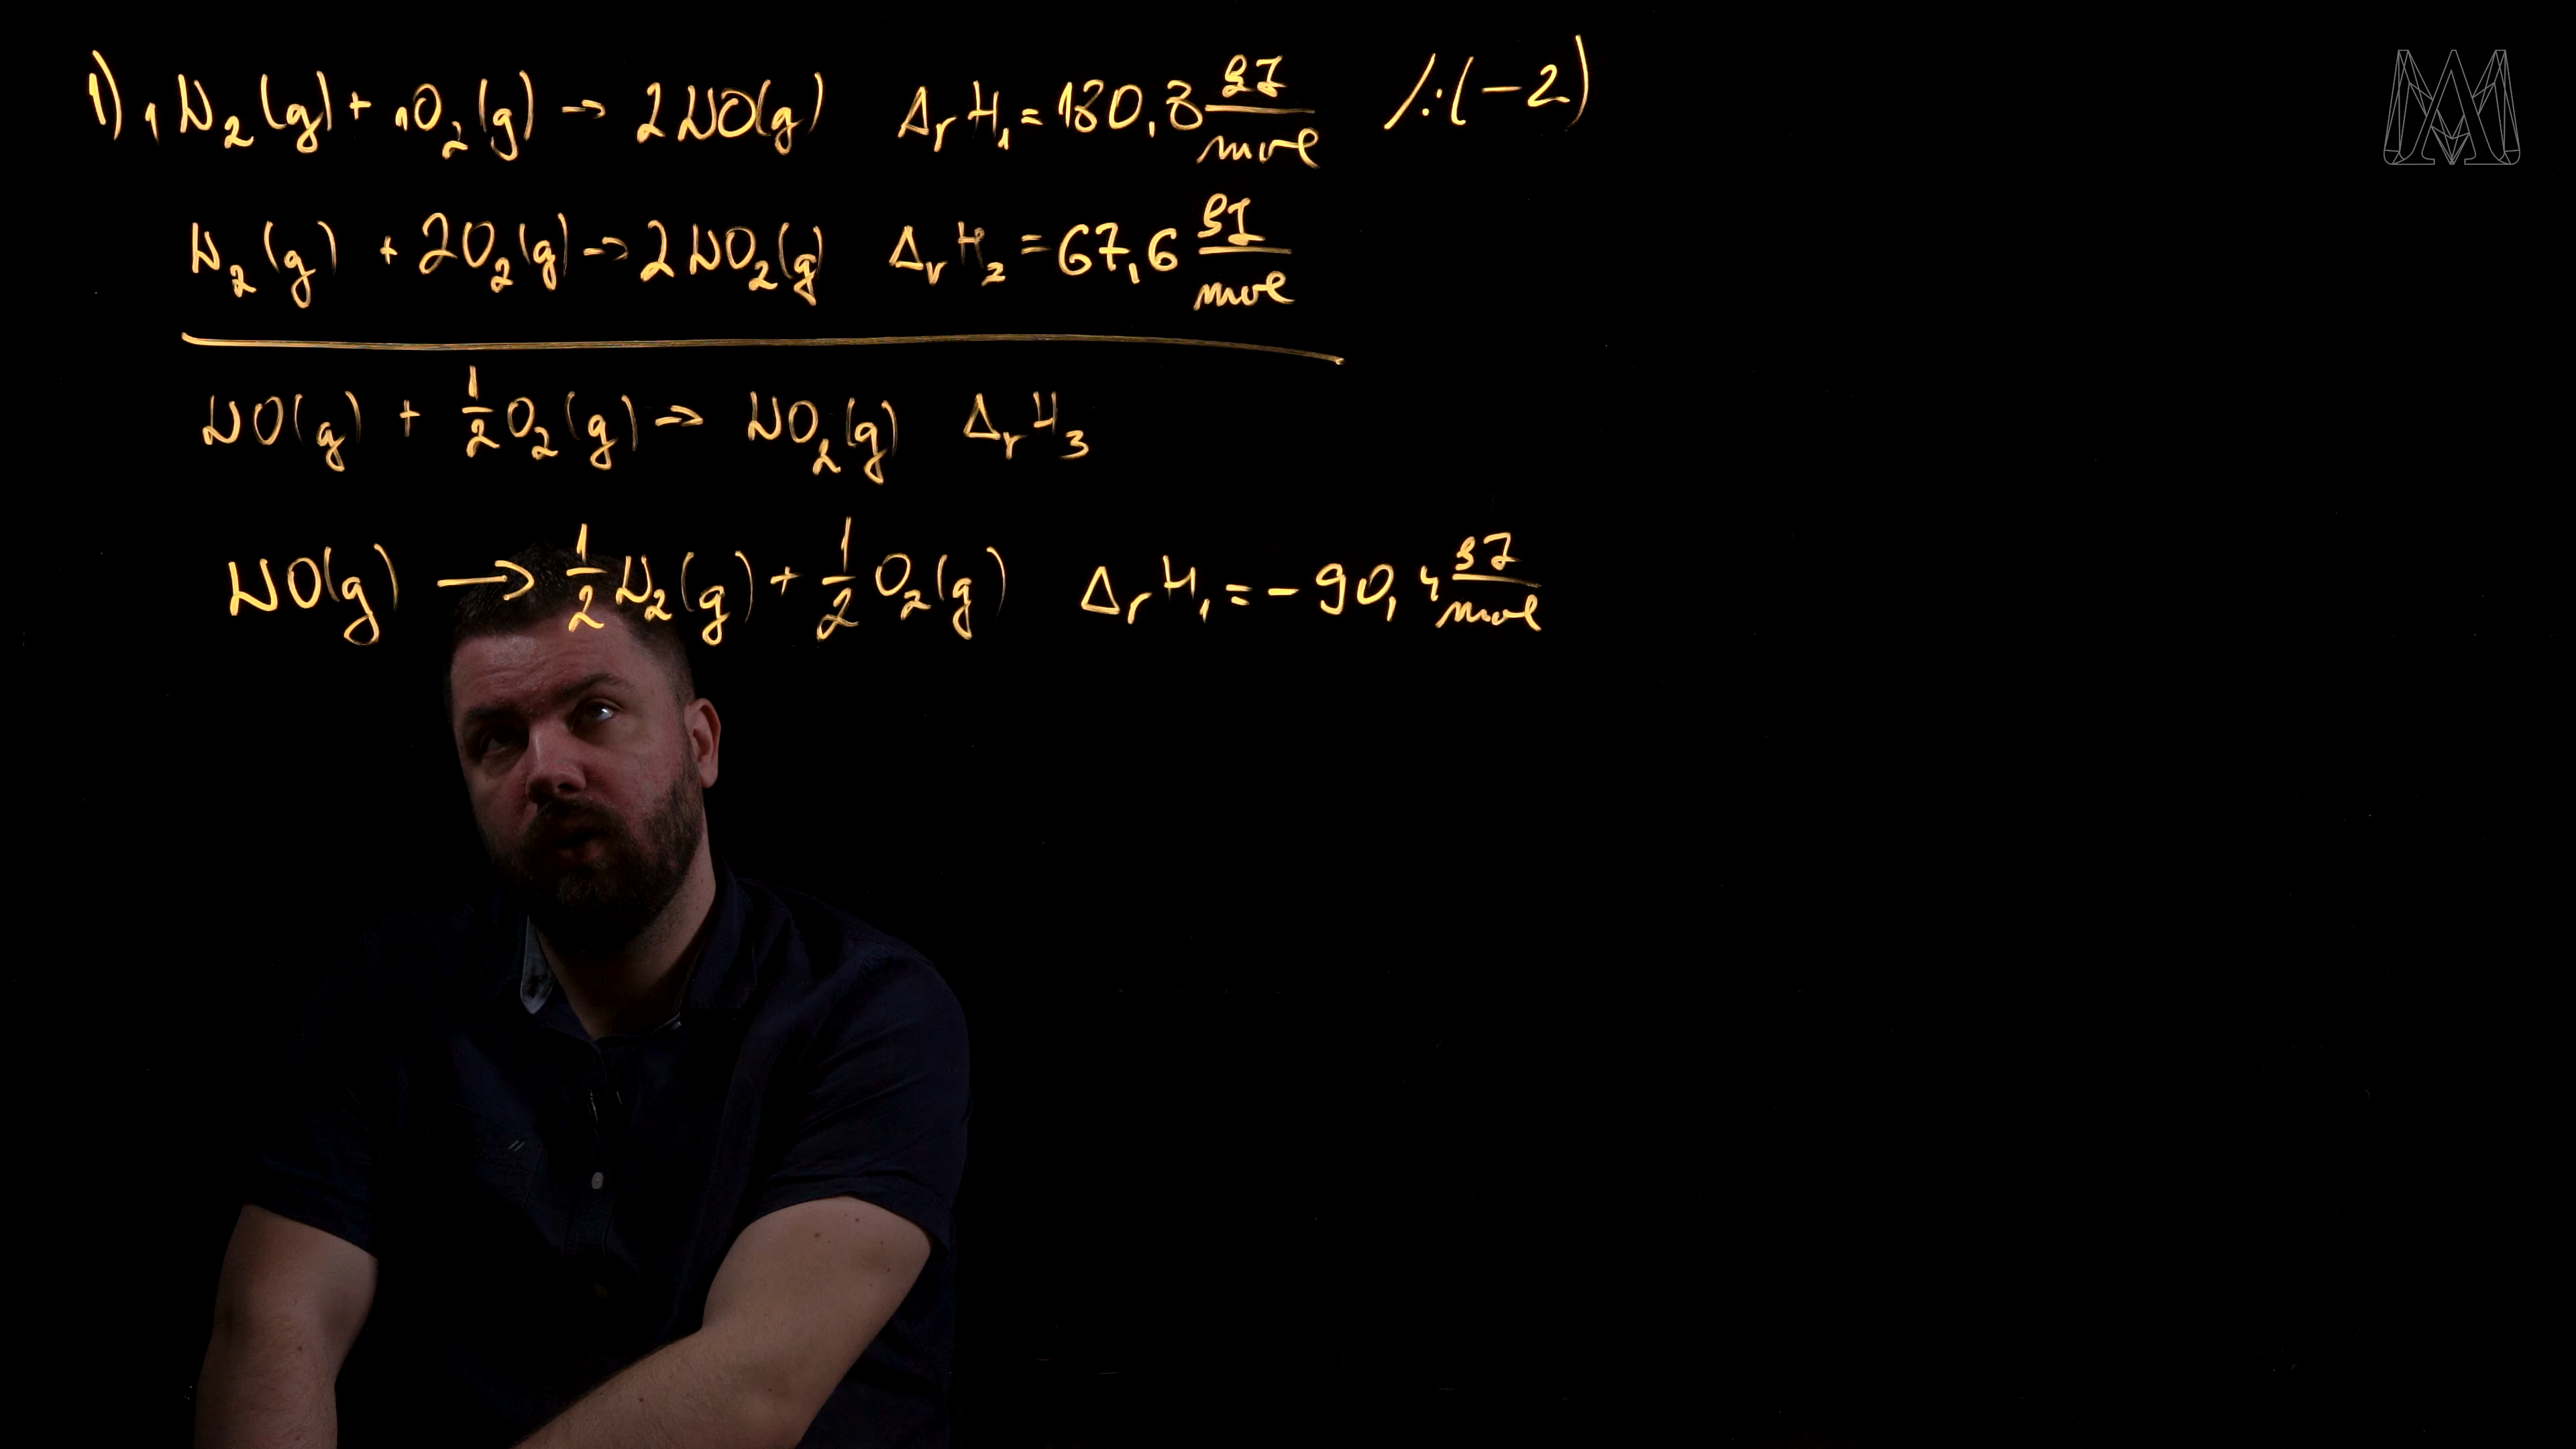 1) 1 N₂(g) + 1O₂(g) → 2NO(g) ΔᵣH₁ = 180,8 kJ/mol /:(-2)
N₂(g) + 2O₂(g) → 2NO₂(g) ΔᵣH₂ = 67,6 kJ/mol
NO(g) + 1/2 O₂(g) → NO₂(g) ΔᵣH₃
NO(g) → 1/2 N₂(g) + 1/2 O₂(g) ΔᵣH₁ = -90,4 kJ/mol